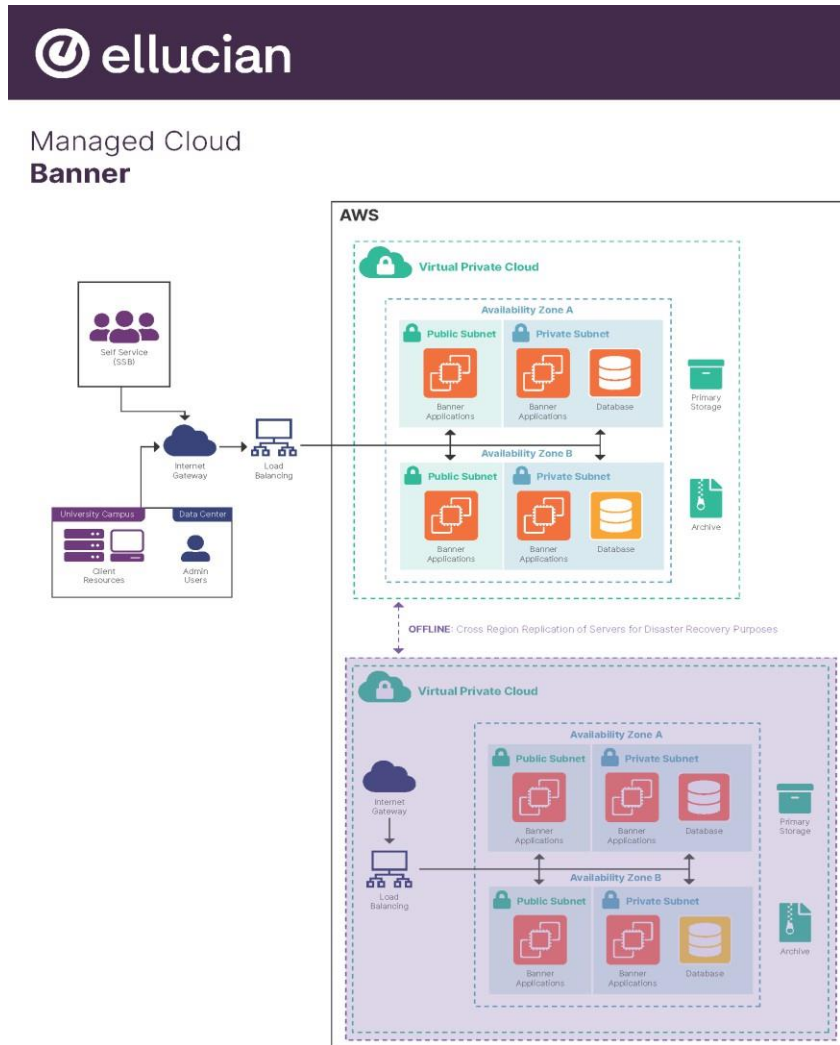 ellucian
Managed Cloud
Banner
AWS
Virtual Private Cloud
Availability Zone A
Public Subnet
Private Subnet
Banner
Applications
Banner
Applications
Database
Primary
Storage
Self Service
(SSB)
Internet
Gateway
Load
Balancing
Availability Zone B
Public Subnet
Private Subnet
Banner
Applications
Banner
Applications
Database
Archive
University Campus
Data Center
Client
Resources
Admin
Users
OFFLINE: Cross Region Replication of Servers for Disaster Recovery Purposes
Virtual Private Cloud
Availability Zone A
Public Subnet
Private Subnet
Banner
Applications
Banner
Applications
Database
Primary
Storage
Internet
Gateway
Load
Balancing
Availability Zone B
Public Subnet
Private Subnet
Banner
Applications
Banner
Applications
Database
Archive